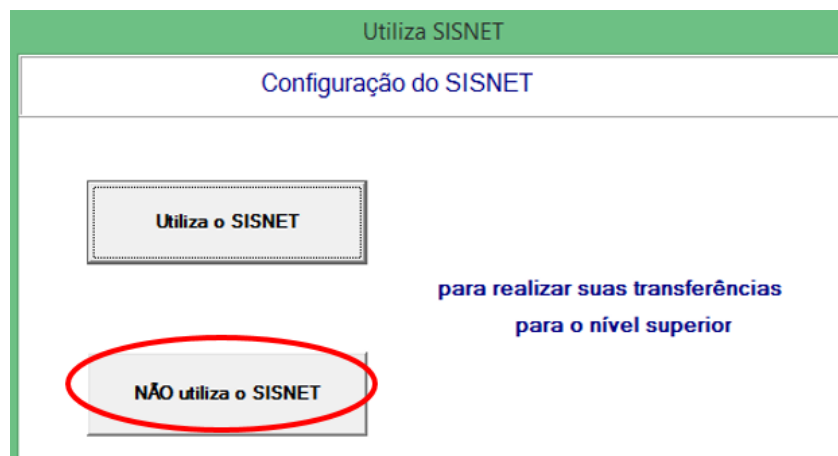 Utiliza SISNET
Configuração do SISNET
Utiliza o SISNET
para realizar suas transferências
para o nível superior
NÃO utiliza o SISNET